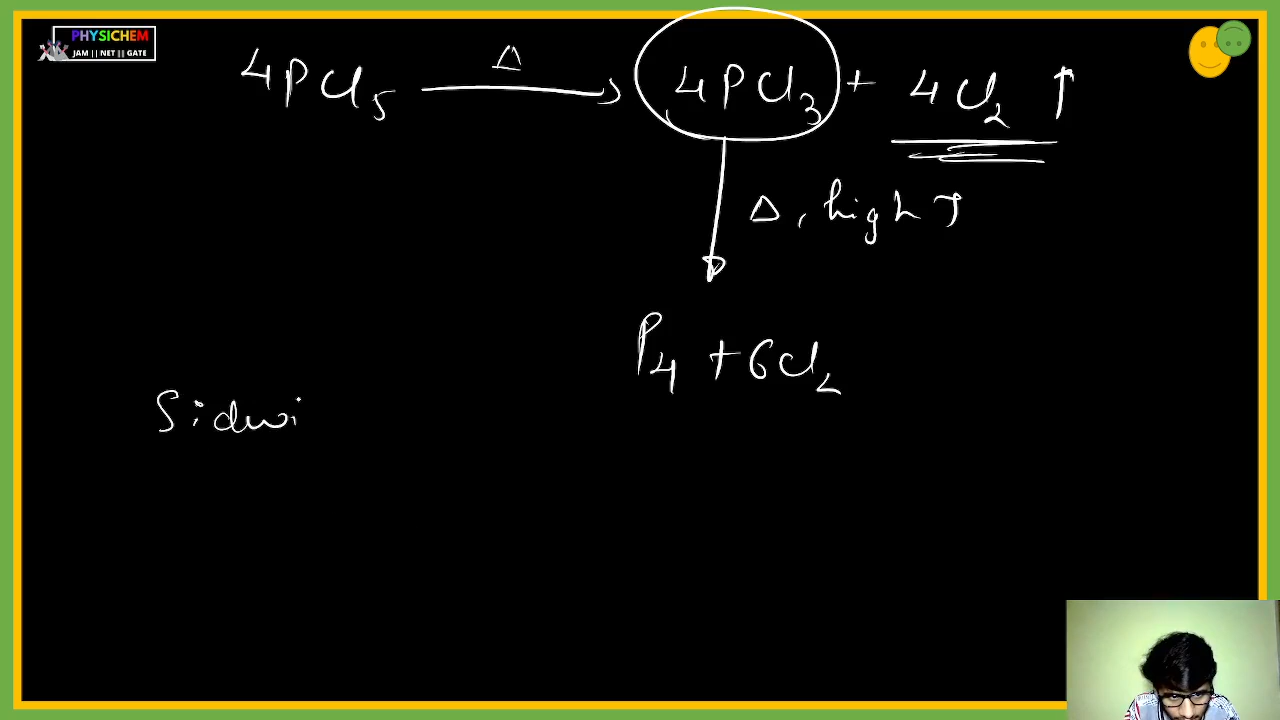 PHYSICHEM
JAM || NET || GATE
4PCl5 Δ→ 4PCl3 + 4Cl2 ↑
Δ, high T
P4 + 6Cl2
Sidwi